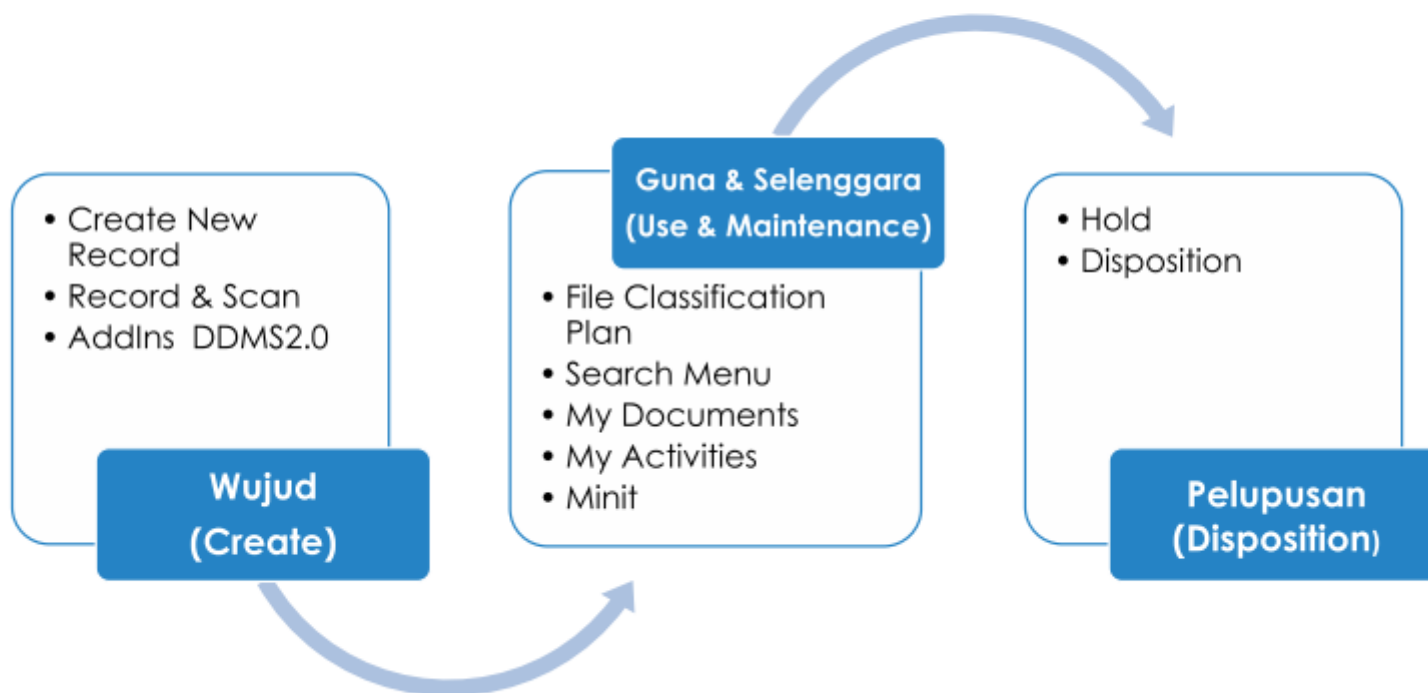 • Create New
Record
• Record & Scan
• AddIns DDMS2.0
Wujud
(Create)
Guna & Selenggara
(Use & Maintenance)
• File Classification
Plan
• Search Menu
• My Documents
• My Activities
• Minit
• Hold
• Disposition
Pelupusan
(Disposition)